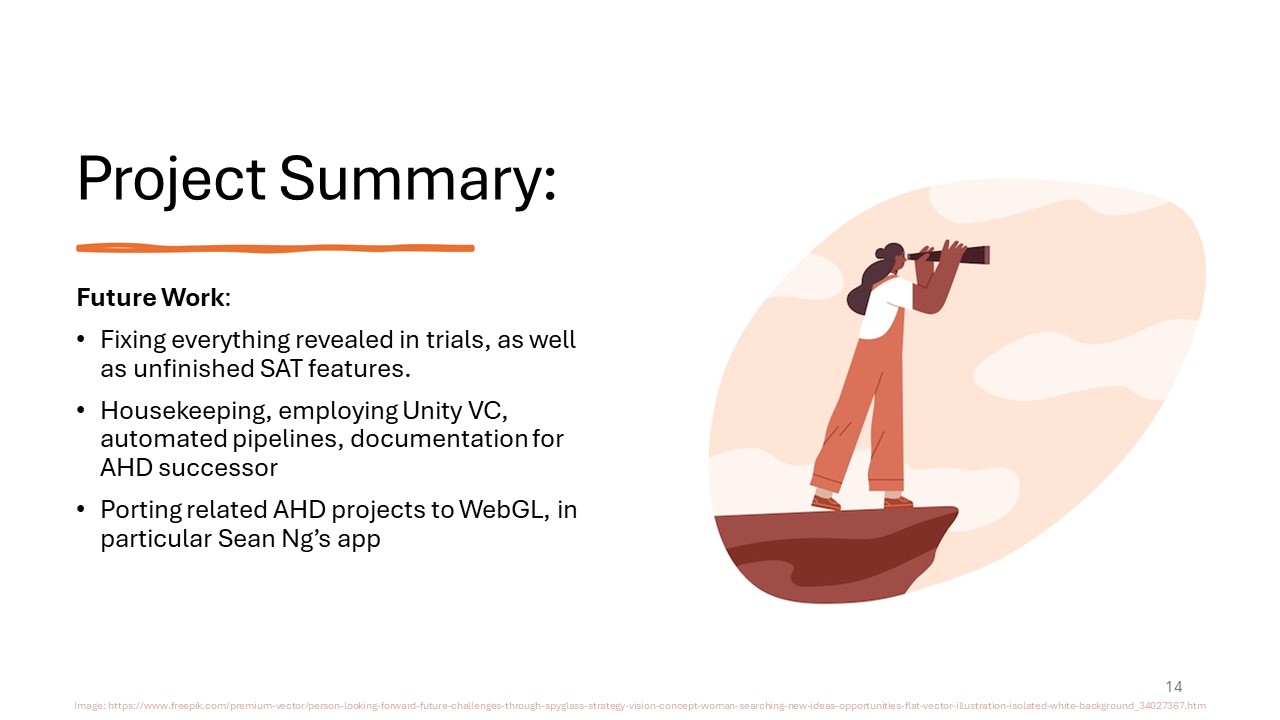 Project Summary:
Future Work:
• Fixing everything revealed in trials, as well
as unfinished SAT features.
• Housekeeping, employing Unity VC,
automated pipelines, documentation for
AHD successor
• Porting related AHD projects to WebGL, in
particular Sean Ng’s app
14
Image: https://www.freepik.com/premium-vector/person-looking-forward-future-challenges-through-spyglass-strategy-vision-concept-woman-searching-new-ideas-opportunities-flat-vector-illustration-isolated-white-background_34027367.htm